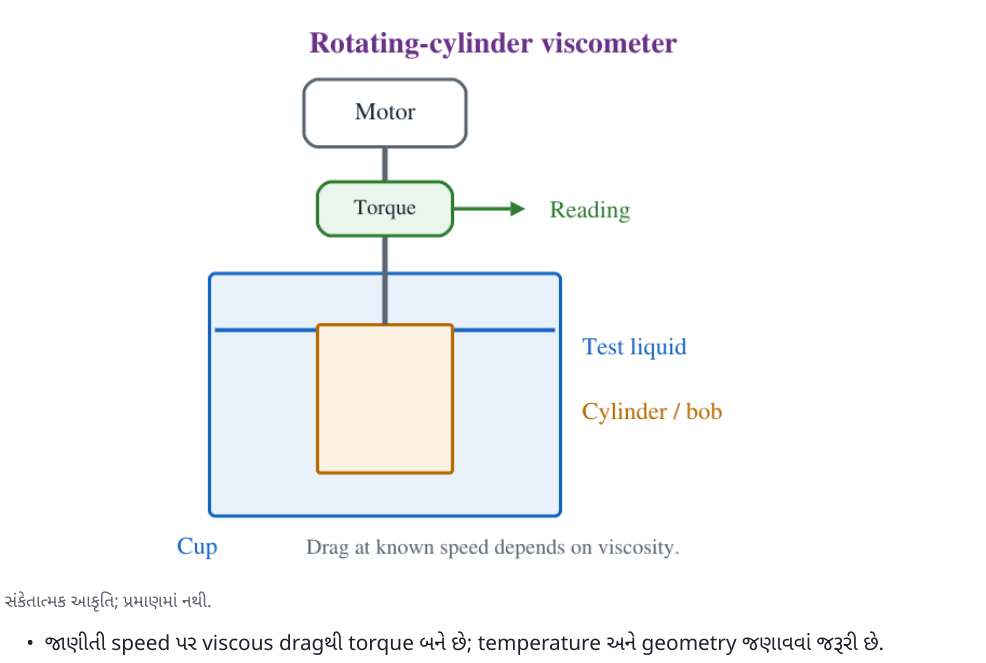 Rotating-cylinder viscometer
Motor
Torque
Reading
Test liquid
Cylinder / bob
Cup
Drag at known speed depends on viscosity.
સંકેતાત્મક આકૃતિ; પ્રમાણમાં નથી.
• જાણીતી speed પર viscous dragથી torque બને છે; temperature અને geometry જણાવવાં જરૂરી છે.